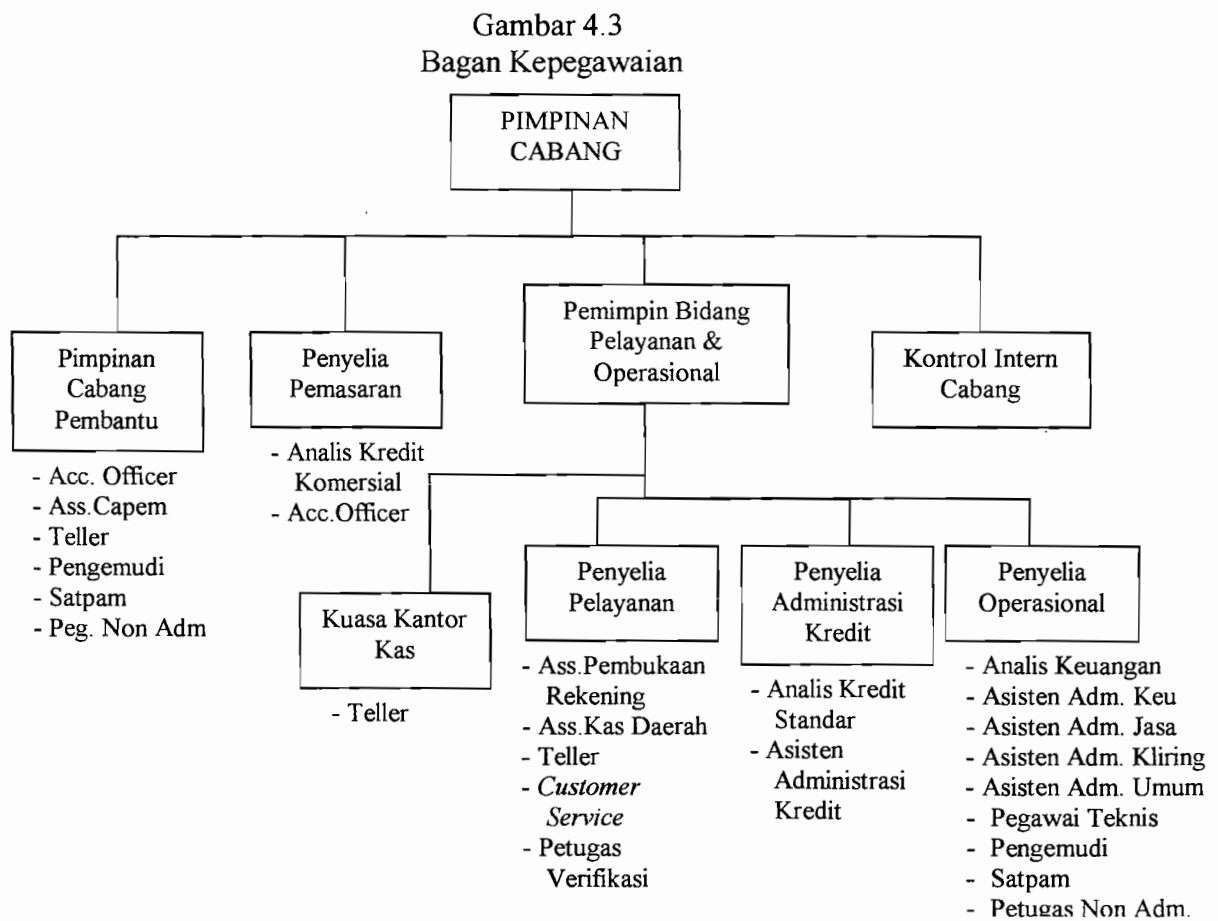 Gambar 4.3
Bagan Kepegawaian
PIMPINAN
CABANG
Pimpinan
Cabang
Pembantu
- Acc. Officer
- Ass.Capem
- Teller
- Pengemudi
- Satpam
- Peg. Non Adm
Penyelia
Pemasaran
- Analis Kredit
Komersial
- Acc.Officer
Pemimpin Bidang
Pelayanan &
Operasional
Kontrol Intern
Cabang
Kuasa Kantor
Kas
- Teller
Penyelia
Pelayanan
- Ass.Pembukaan
Rekening
- Ass.Kas Daerah
- Teller
- Customer
Service
- Petugas
Verifikasi
Penyelia
Administrasi
Kredit
- Analis Kredit
Standar
- Asisten
Administrasi
Kredit
Penyelia
Operasional
- Analis Keuangan
- Asisten Adm. Keu
- Asisten Adm. Jasa
- Asisten Adm. Kliring
- Asisten Adm. Umum
- Pegawai Teknis
- Pengemudi
- Satpam
- Petugas Non Adm.